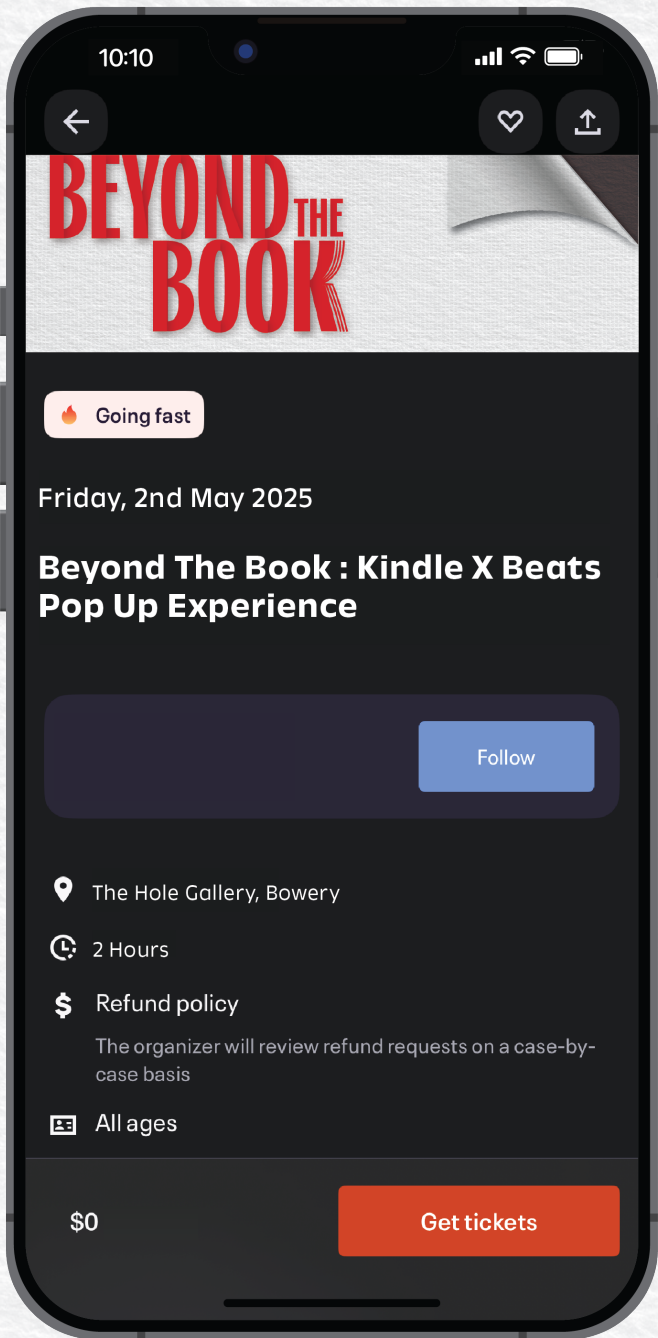 10:10
BEYOND THE
BOOK
Going fast
Friday, 2nd May 2025
Beyond The Book : Kindle X Beats
Pop Up Experience
Follow
The Hole Gallery, Bowery
2 Hours
Refund policy
The organizer will review refund requests on a case-by-
case basis
All ages
$0
Get tickets